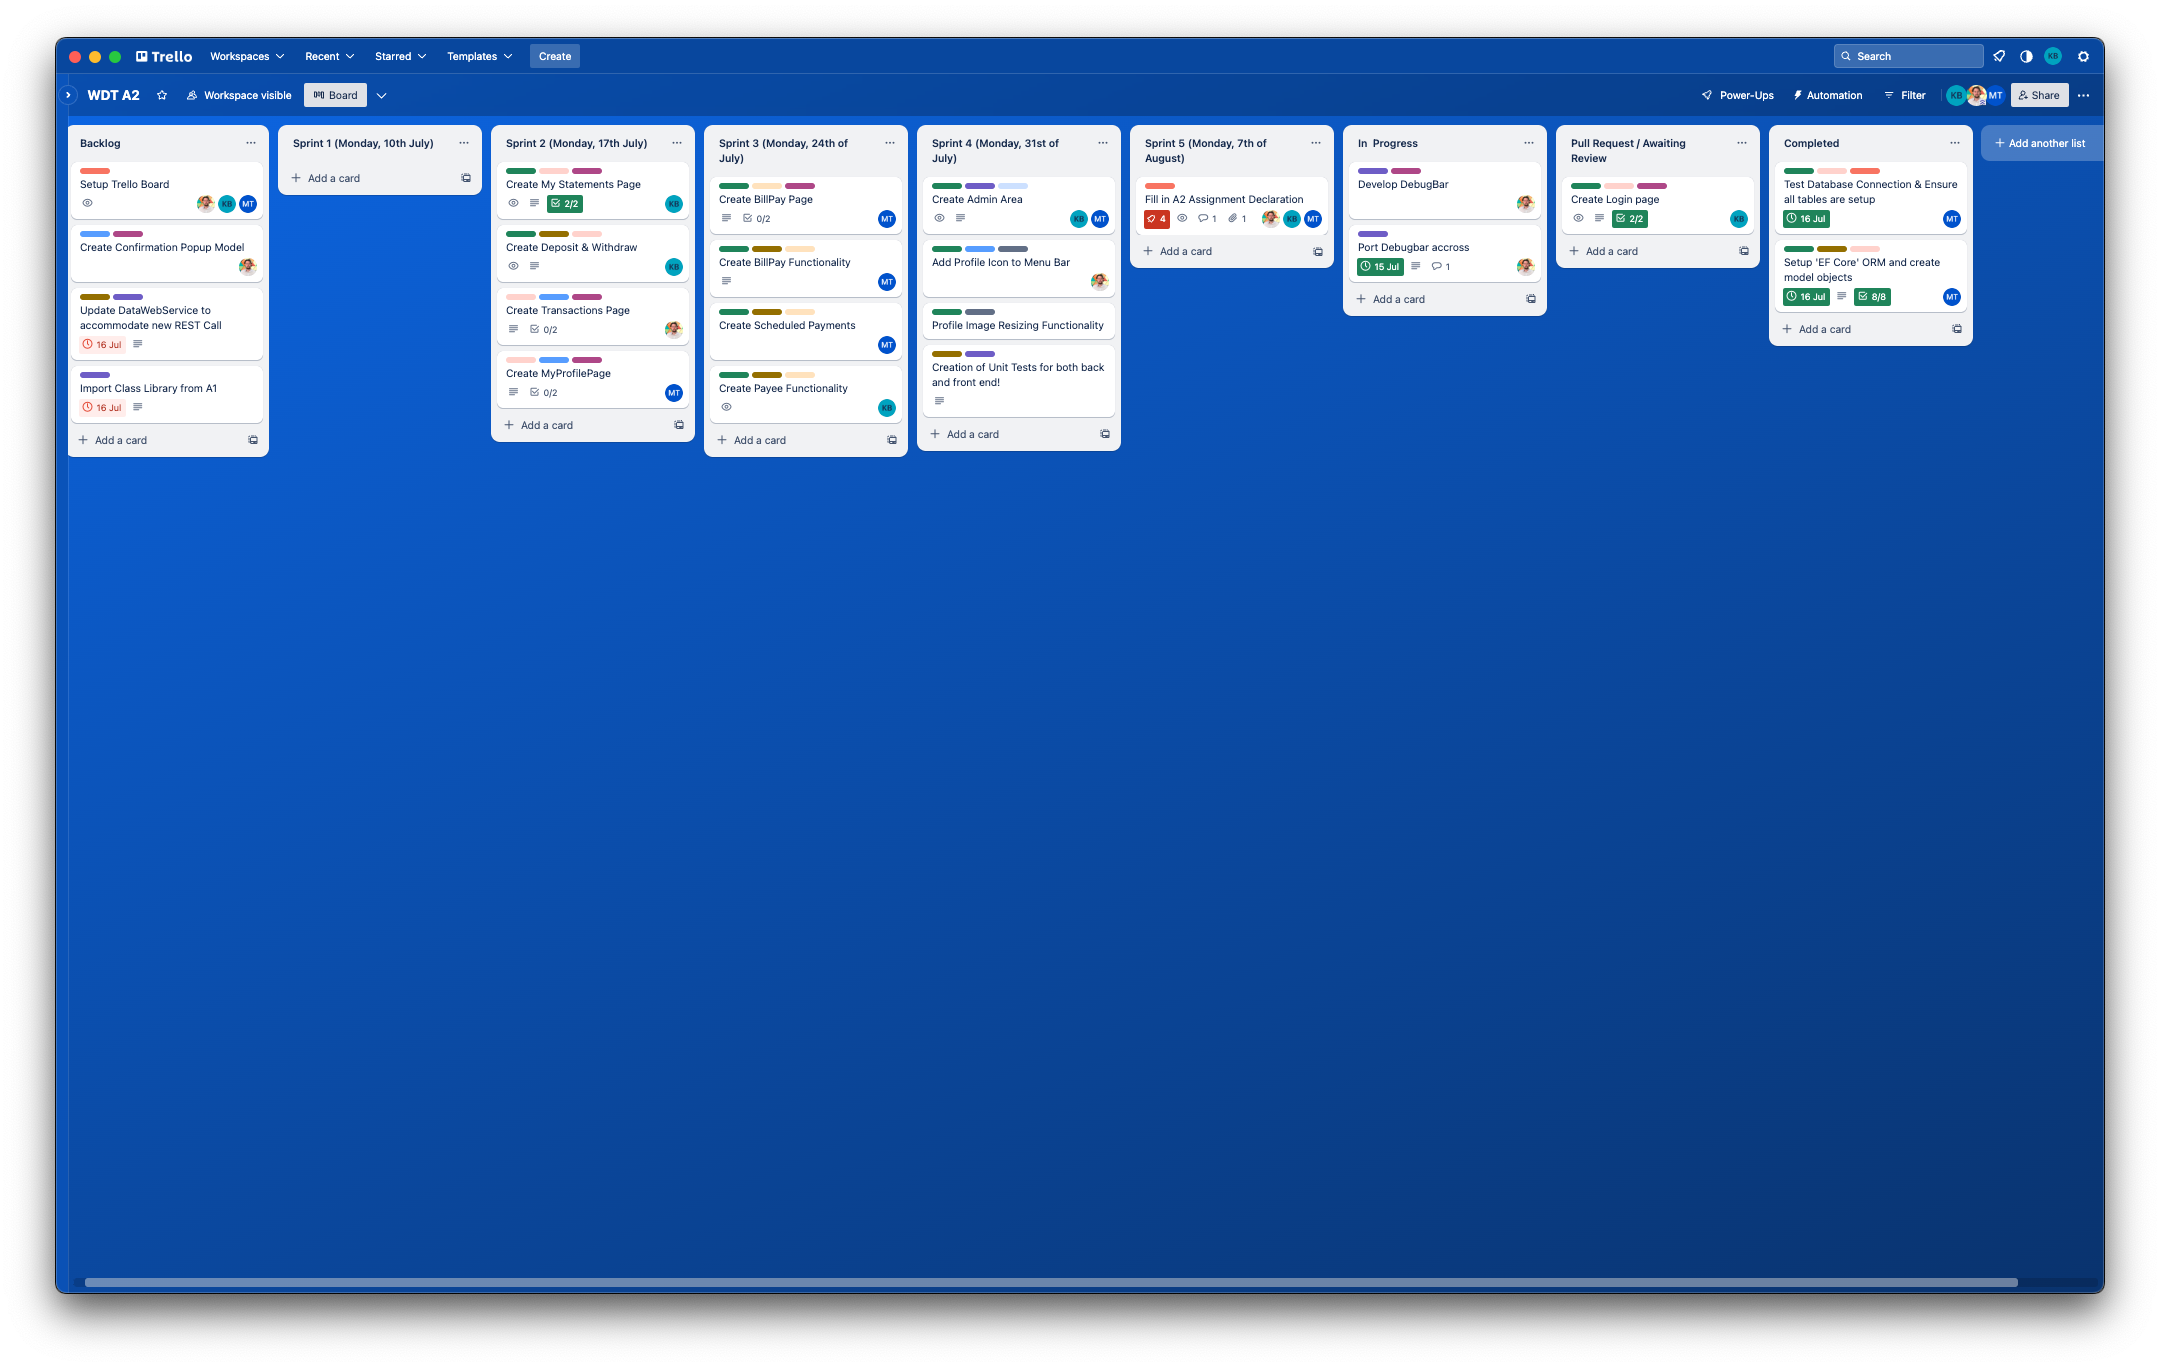 Trello
Workspaces
Recent
Starred
Templates
Create
Search
KB
WDT A2
Workspace visible
Board
Power-Ups
Automation
Filter
KB
MT
Share
Backlog
Setup Trello Board
KB MT
Create Confirmation Popup Model
Update DataWebService to
accommodate new REST Call
16 Jul
Import Class Library from A1
16 Jul
Add a card
Sprint 1 (Monday, 10th July)
Add a card
Sprint 2 (Monday, 17th July)
Create My Statements Page
2/2 KB
Create Deposit & Withdraw
KB
Create Transactions Page
0/2
Create MyProfilePage
0/2 MT
Add a card
Sprint 3 (Monday, 24th of
July)
Create BillPay Page
0/2 MT
Create BillPay Functionality
MT
Create Scheduled Payments
MT
Create Payee Functionality
KB
Add a card
Sprint 4 (Monday, 31st of
July)
Create Admin Area
KB MT
Add Profile Icon to Menu Bar
Profile Image Resizing Functionality
Creation of Unit Tests for both back
and front end!
Add a card
Sprint 5 (Monday, 7th of
August)
Fill in A2 Assignment Declaration
4 1 1 KB MT
Add a card
In Progress
Develop DebugBar
Port Debugbar accross
15 Jul 1
Add a card
Pull Request / Awaiting
Review
Create Login page
2/2 KB
Add a card
Completed
Test Database Connection & Ensure
all tables are setup
16 Jul MT
Setup 'EF Core' ORM and create
model objects
16 Jul 8/8 MT
Add a card
Add another list